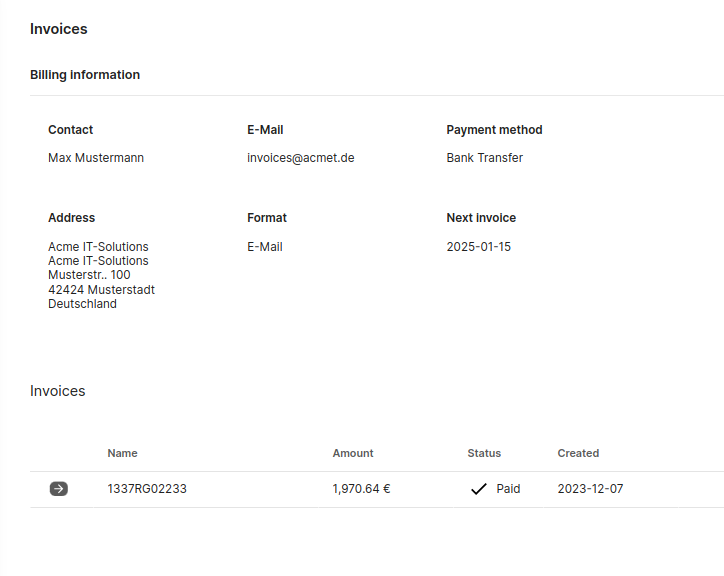 Invoices
Billing information
Contact E-Mail Payment method
Max Mustermann invoices@acmet.de Bank Transfer
Address Format Next invoice
Acme IT-Solutions E-Mail 2025-01-15
Acme IT-Solutions
Musterstr.. 100
42424 Musterstadt
Deutschland
Invoices
Name Amount Status Created
1337RG02233 1,970.64 € Paid 2023-12-07